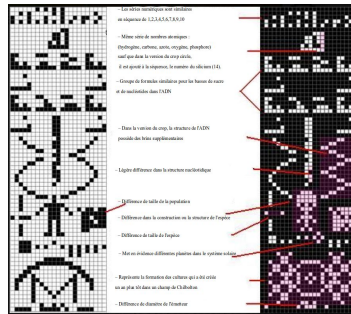 – Les séries numériques sont similaires
en séquence de 1,2,3,4,5,6,7,8,9,10
– Même série de nombres atomiques :
(hydrogène, carbone, azote, oxygène, phosphore)
sauf que dans la version du crop circle,
il est ajouté à la séquence, le numéro du silicium (14).
– Groupe de formules similaires pour les basses de sucre
et de nucléotides dans l'ADN
– Dans la version du crop, la structure de l'ADN
possède des brins supplémentaires
– Légère différence dans la structure nucléotidique
– Différence de taille de la population
– Différence dans la construction ou la structure de l'espèce
– Différence de taille de l'espèce
– Met en évidence différentes planètes dans le système solaire
– Représente la formation des cultures qui a été créée
un an plus tôt dans un champ de Chilbolton
– Différence du diamètre de l'émetteur